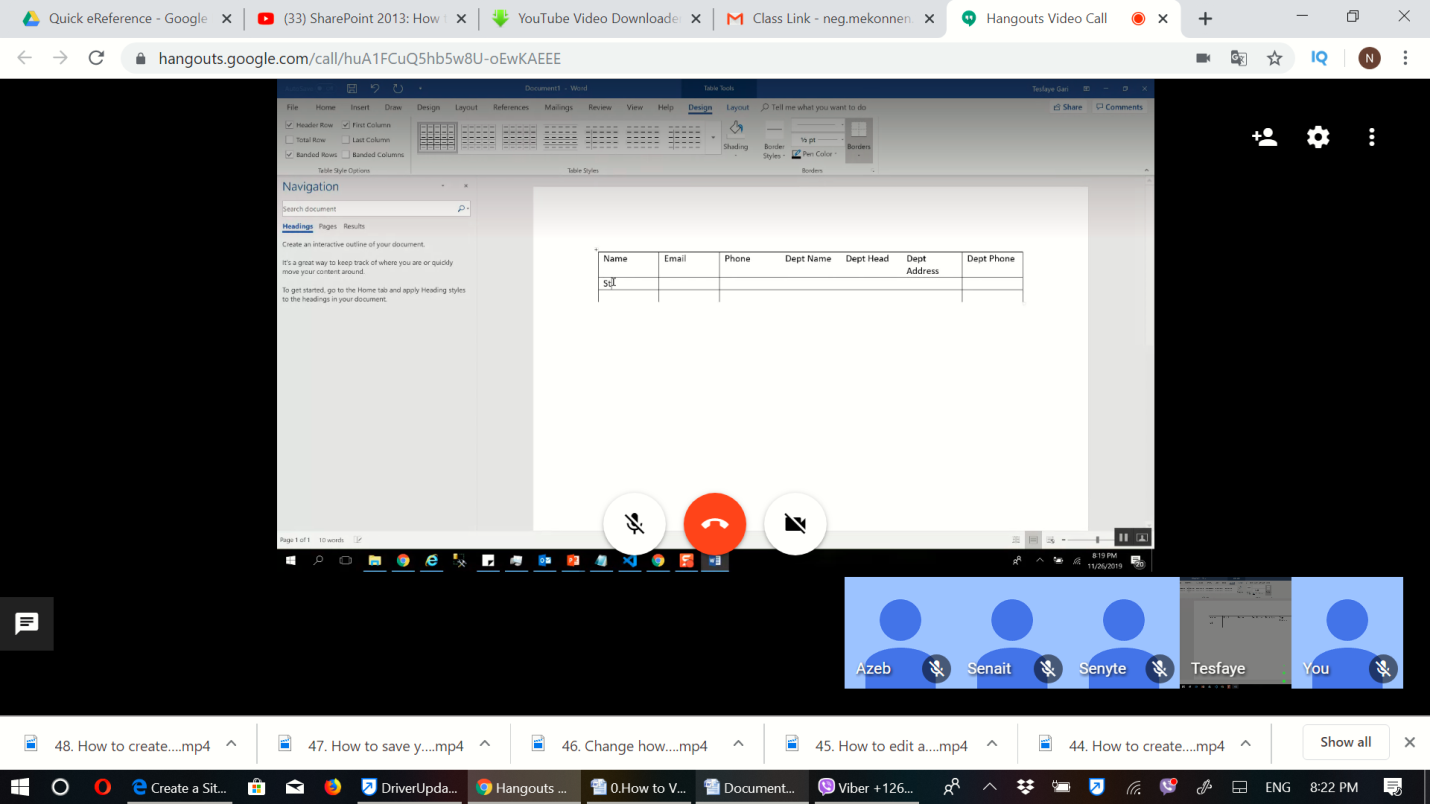 Quick eReference - Google
(33) SharePoint 2013: How
YouTube Video Downloader
Class Link - neg.mekonnen.
Hangouts Video Call
hangouts.google.com/call/huA1FCuQ5hb5w8U-oEwKAEEE
IQ
N
Document1 - Word
Table Tools
Tesfaye Gari
File Home Insert Draw Design Layout References Mailings Review View Help Design Layout Tell me what you want to do
Share Comments
Header Row First Column
Total Row Last Column
Banded Rows Banded Columns
Table Style Options
Table Styles
Shading
Border Styles
½ pt
Pen Color
Borders
Borders
Navigation
Search document
Headings Pages Results
Create an interactive outline of your document.
It's a great way to keep track of where you are or quickly
move your content around.
To get started, go to the Home tab and apply Heading styles
to the headings in your document.
Name Email Phone Dept Name Dept Head Dept Address Dept Phone
St
Page 1 of 1 10 words
8:19 PM
11/26/2019
20
Azeb
Senait
Senyte
Tesfaye
You
48. How to create....mp4
47. How to save y....mp4
46. Change how....mp4
45. How to edit a....mp4
44. How to create....mp4
Show all
Create a Sit...
DriverUpda...
Hangouts ...
0.How to V...
Document...
Viber +126...
ENG
8:22 PM